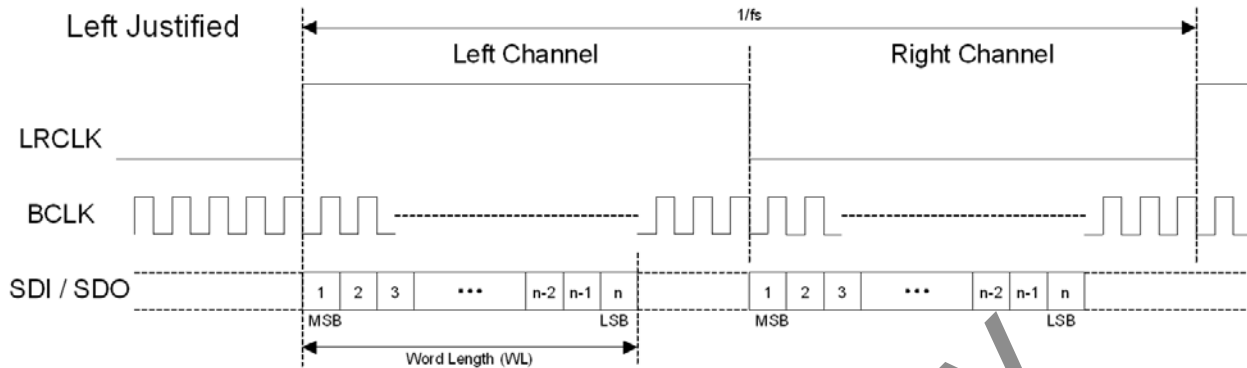 Left Justified
1/fs
Left Channel
Right Channel
LRCLK
BCLK
SDI / SDO
1 2 3 ••• n-2 n-1 n
1 2 3 ••• n-2 n-1 n
MSB
LSB
MSB
LSB
Word Length (WL)